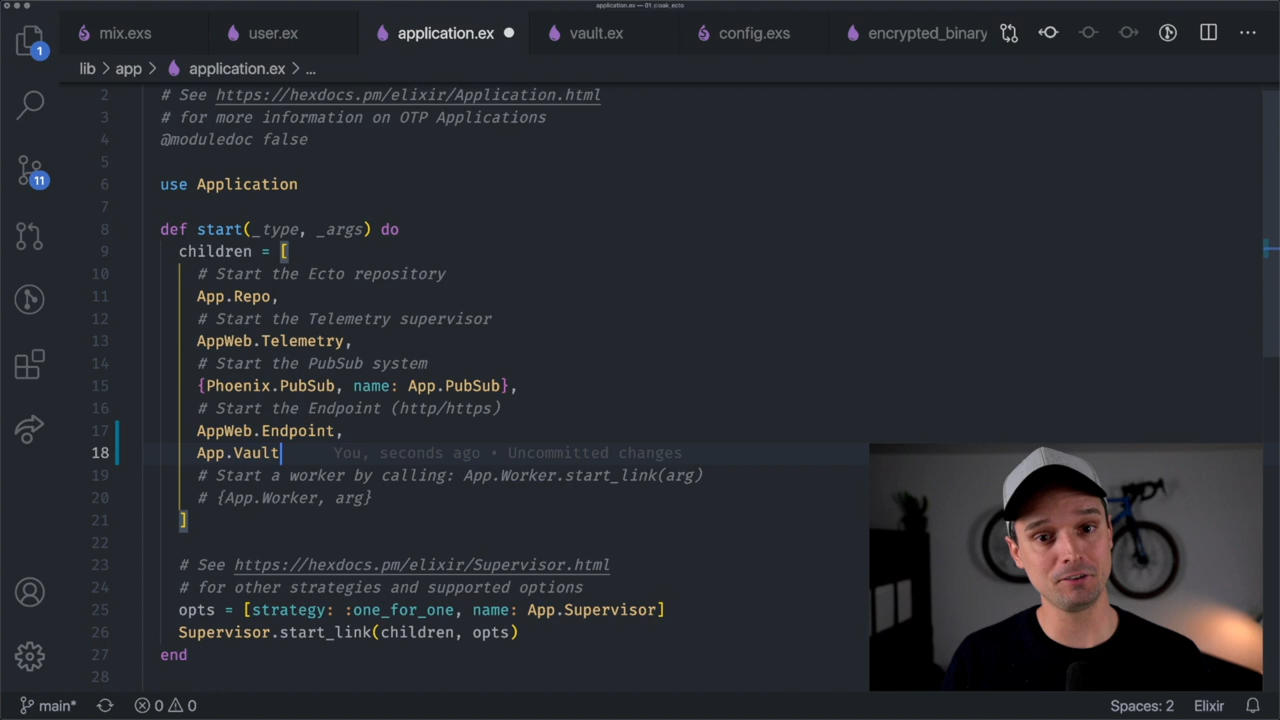 application.ex — 01_cloak_ecto
mix.exs
user.ex
application.ex
vault.ex
config.exs
encrypted_binary
lib > app > application.ex > ...
1
11
2 # See https://hexdocs.pm/elixir/Application.html
3 # for more information on OTP Applications
4 @moduledoc false
5
6 use Application
7
8 def start(_type, _args) do
9 children = [
10 # Start the Ecto repository
11 App.Repo,
12 # Start the Telemetry supervisor
13 AppWeb.Telemetry,
14 # Start the PubSub system
15 {Phoenix.PubSub, name: App.PubSub},
16 # Start the Endpoint (http/https)
17 AppWeb.Endpoint,
18 App.Vault You, seconds ago • Uncommitted changes
19 # Start a worker by calling: App.Worker.start_link(arg)
20 # {App.Worker, arg}
21 ]
22
23 # See https://hexdocs.pm/elixir/Supervisor.html
24 # for other strategies and supported options
25 opts = [strategy: :one_for_one, name: App.Supervisor]
26 Supervisor.start_link(children, opts)
27 end
28
main* 0 0 Spaces: 2 Elixir